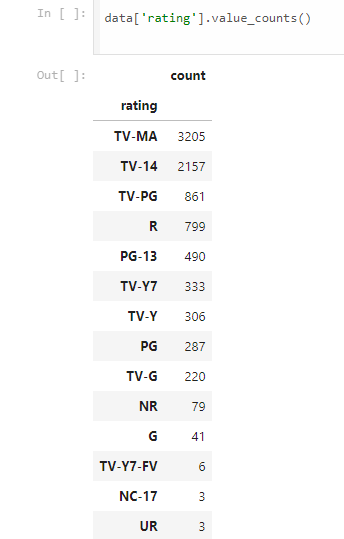 In [ ]: data['rating'].value_counts()
Out[ ]: count
rating
TV-MA 3205
TV-14 2157
TV-PG 861
R 799
PG-13 490
TV-Y7 333
TV-Y 306
PG 287
TV-G 220
NR 79
G 41
TV-Y7-FV 6
NC-17 3
UR 3